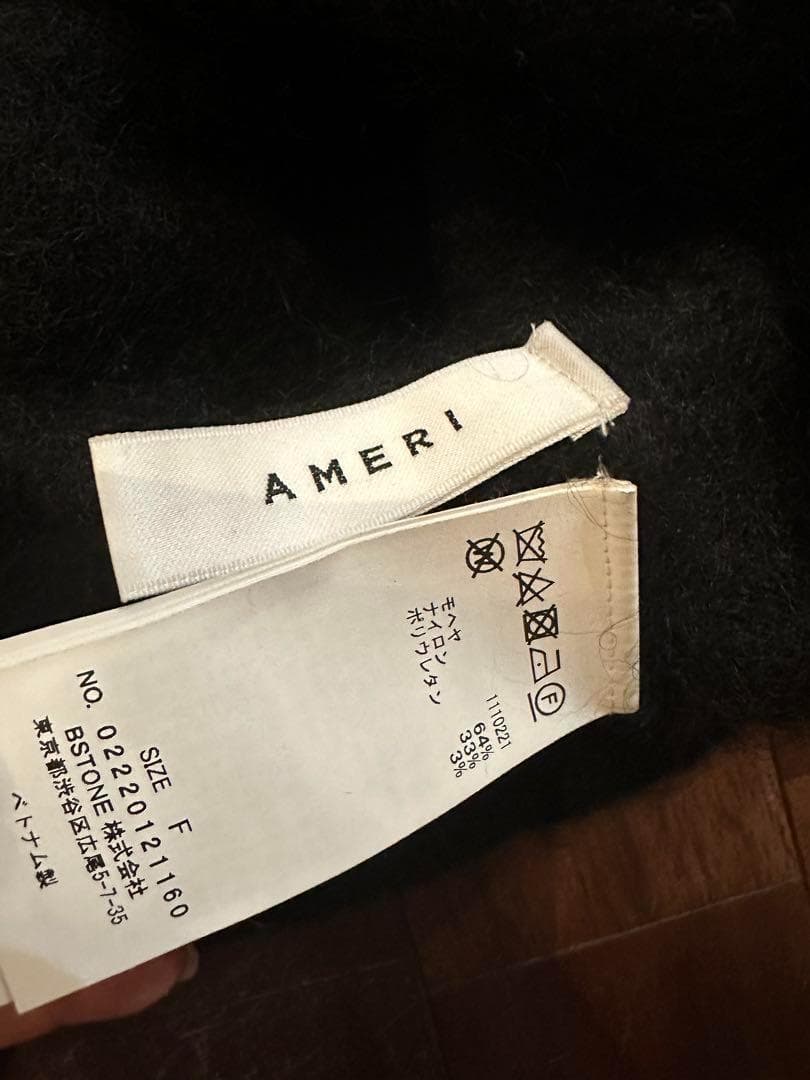 AMERI
1110221
モヘヤ 64%
ナイロン 33%
ポリウレタン 3%
SIZE F
NO. 02220121160
BSTONE 株式会社
東京都渋谷区広尾5-7-35
ベトナム製
F
W